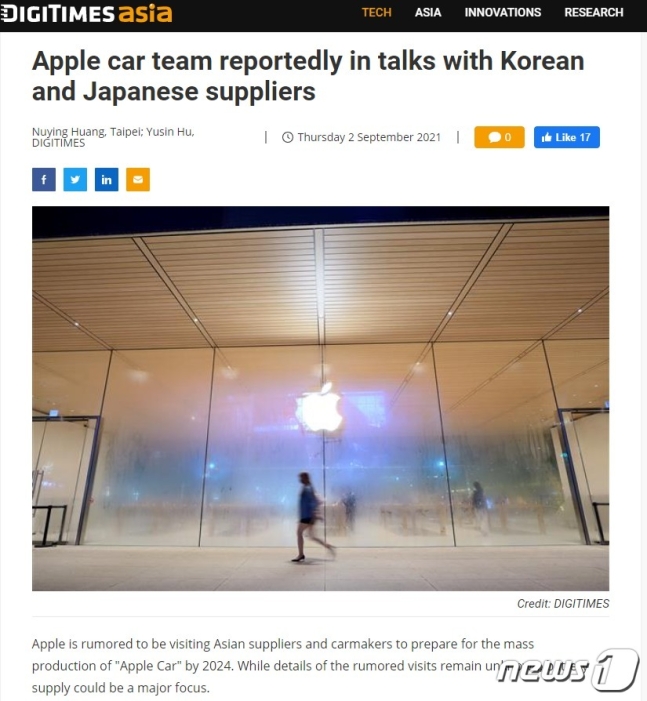 DIGITIMES asia
TECH ASIA INNOVATIONS RESEARCH
Apple car team reportedly in talks with Korean
and Japanese suppliers
Nuying Huang, Taipei; Yusin Hu,
DIGITIMES
Thursday 2 September 2021
0
Like 17
Credit: DIGITIMES
Apple is rumored to be visiting Asian suppliers and carmakers to prepare for the mass
production of "Apple Car" by 2024. While details of the rumored visits remain
supply could be a major focus.
news1